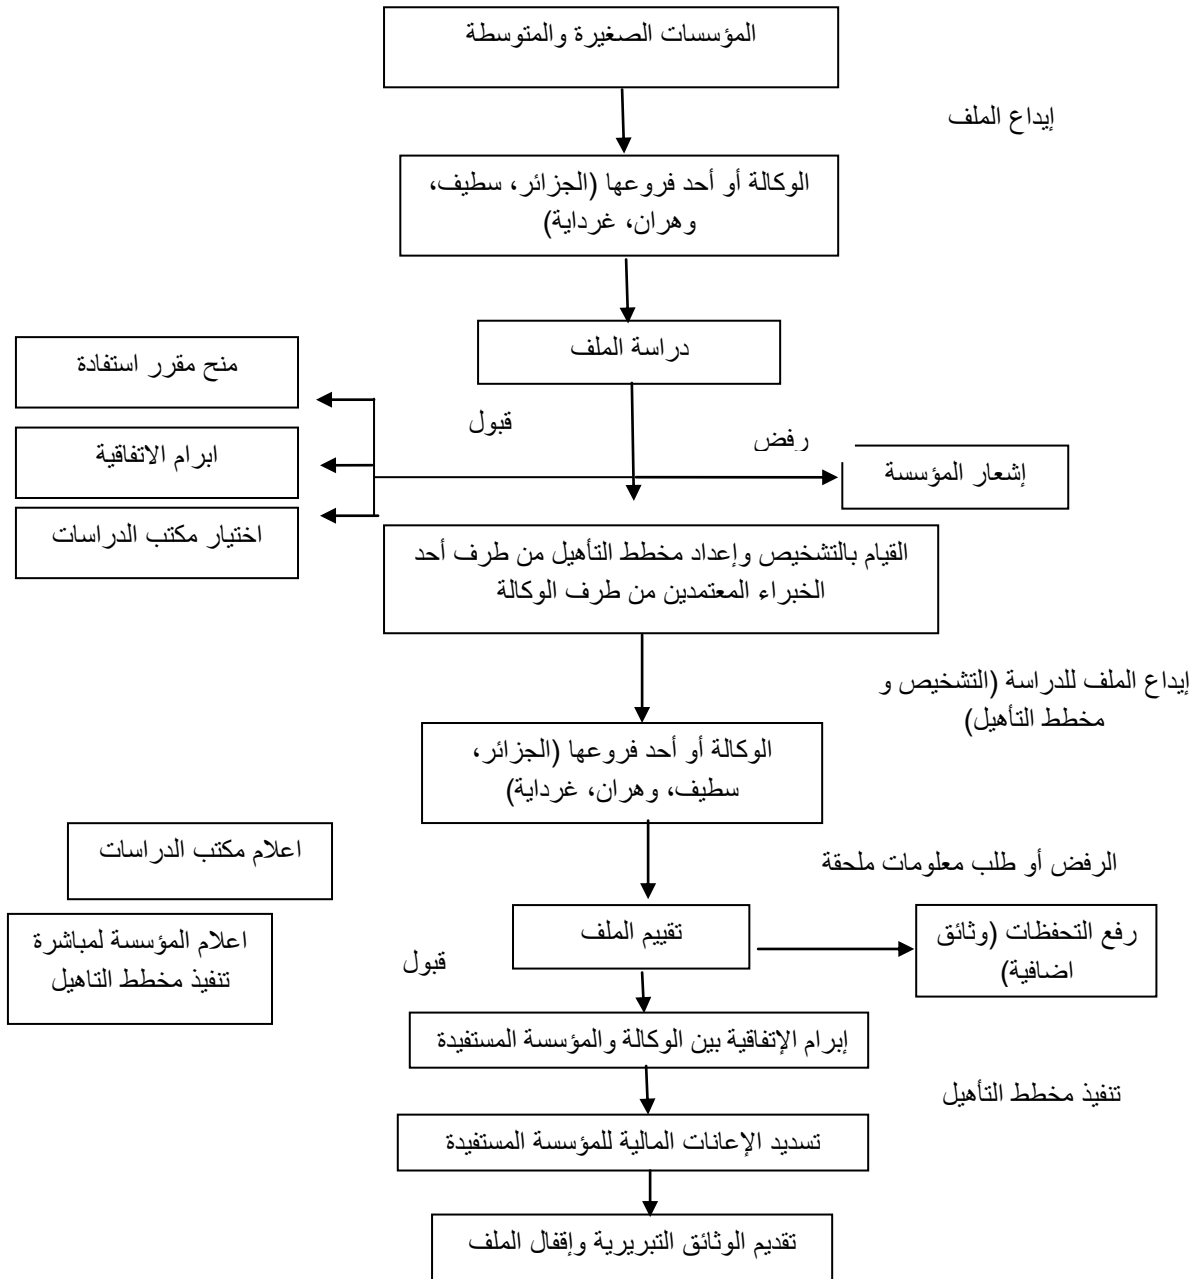 المؤسسات الصغيرة والمتوسطة
إيداع الملف
الوكالة أو أحد فروعها (الجزائر، سطيف،
وهران، غرداية)
دراسة الملف
منح مقرر استفادة
قبول
رفض
ابرام الاتفاقية
إشعار المؤسسة
اختيار مكتب الدراسات
القيام بالتشخيص وإعداد مخطط التأهيل من طرف أحد
الخبراء المعتمدين من طرف الوكالة
إيداع الملف للدراسة (التشخيص و
مخطط التأهيل)
الوكالة أو أحد فروعها (الجزائر،
سطيف، وهران، غرداية)
اعلام مكتب الدراسات
الرفض أو طلب معلومات ملحقة
تقييم الملف
رفع التحفظات (وثائق
اضافية)
اعلام المؤسسة لمباشرة
تنفيذ مخطط التاهيل
قبول
إبرام الإتفاقية بين الوكالة والمؤسسة المستفيدة
تنفيذ مخطط التأهيل
تسديد الإعانات المالية للمؤسسة المستفيدة
تقديم الوثائق التبريرية وإقفال الملف